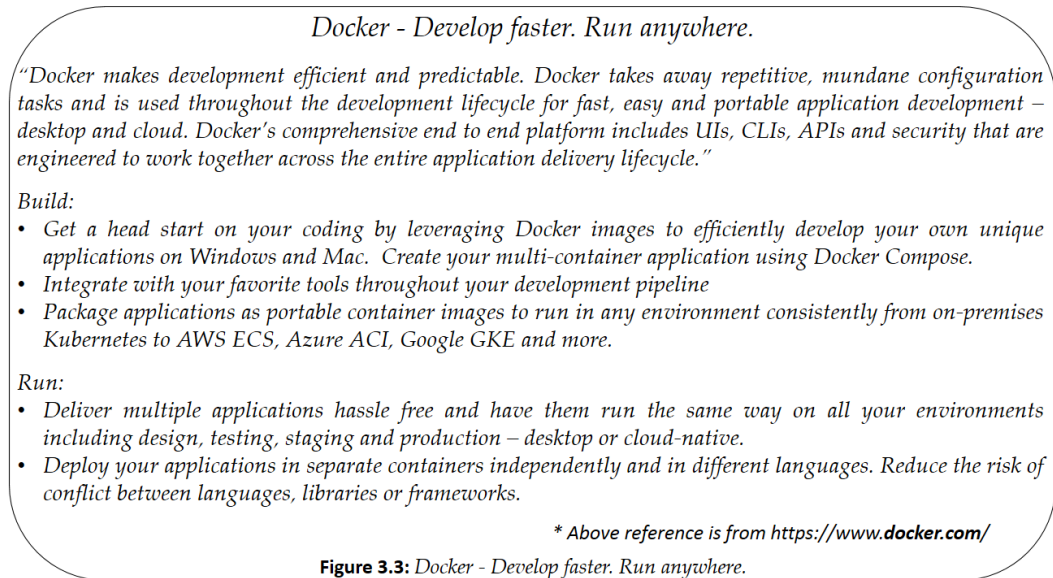 Docker - Develop faster. Run anywhere.
“Docker makes development efficient and predictable. Docker takes away repetitive, mundane configuration
tasks and is used throughout the development lifecycle for fast, easy and portable application development –
desktop and cloud. Docker’s comprehensive end to end platform includes UIs, CLIs, APIs and security that are
engineered to work together across the entire application delivery lifecycle.”
Build:
• Get a head start on your coding by leveraging Docker images to efficiently develop your own unique
applications on Windows and Mac. Create your multi-container application using Docker Compose.
• Integrate with your favorite tools throughout your development pipeline
• Package applications as portable container images to run in any environment consistently from on-premises
Kubernetes to AWS ECS, Azure ACI, Google GKE and more.
Run:
• Deliver multiple applications hassle free and have them run the same way on all your environments
including design, testing, staging and production – desktop or cloud-native.
• Deploy your applications in separate containers independently and in different languages. Reduce the risk of
conflict between languages, libraries or frameworks.
* Above reference is from https://www.docker.com/
Figure 3.3: Docker - Develop faster. Run anywhere.